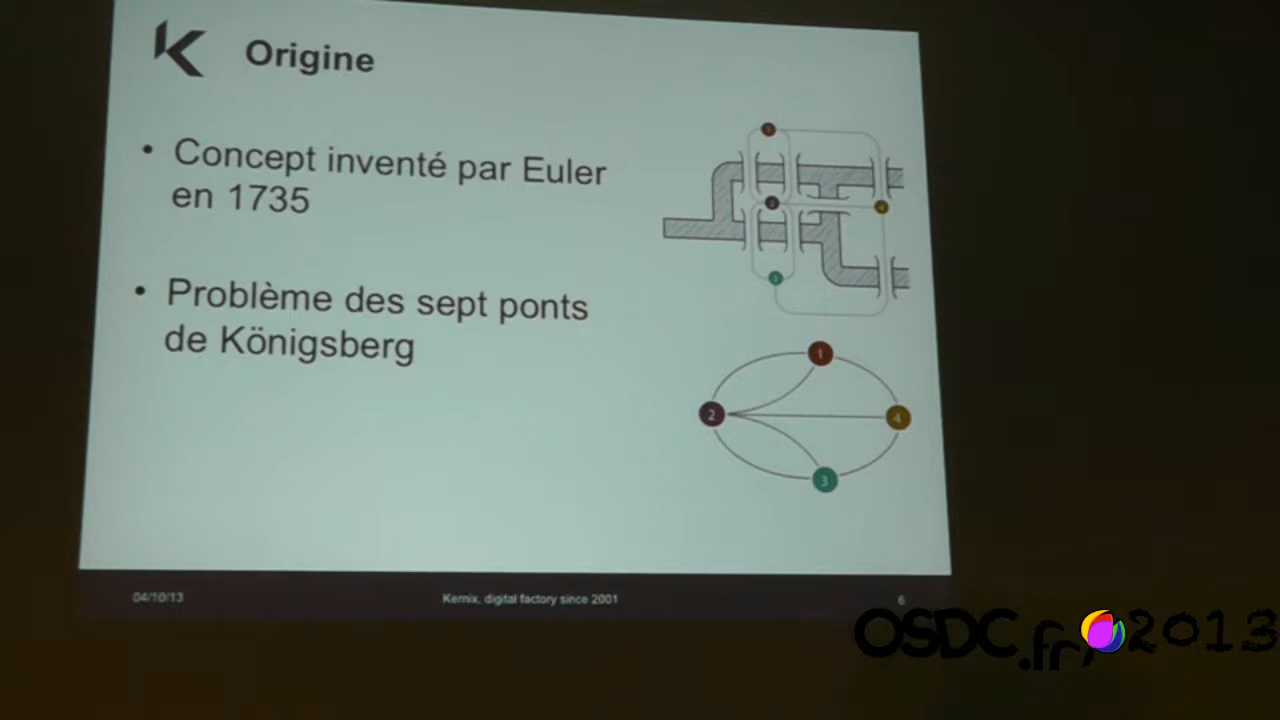 Origine
• Concept inventé par Euler
en 1735
• Problème des sept ponts
de Königsberg
1
2
4
3
04/10/13
Kernix, digital factory since 2001
6
OSDC.fr 2013